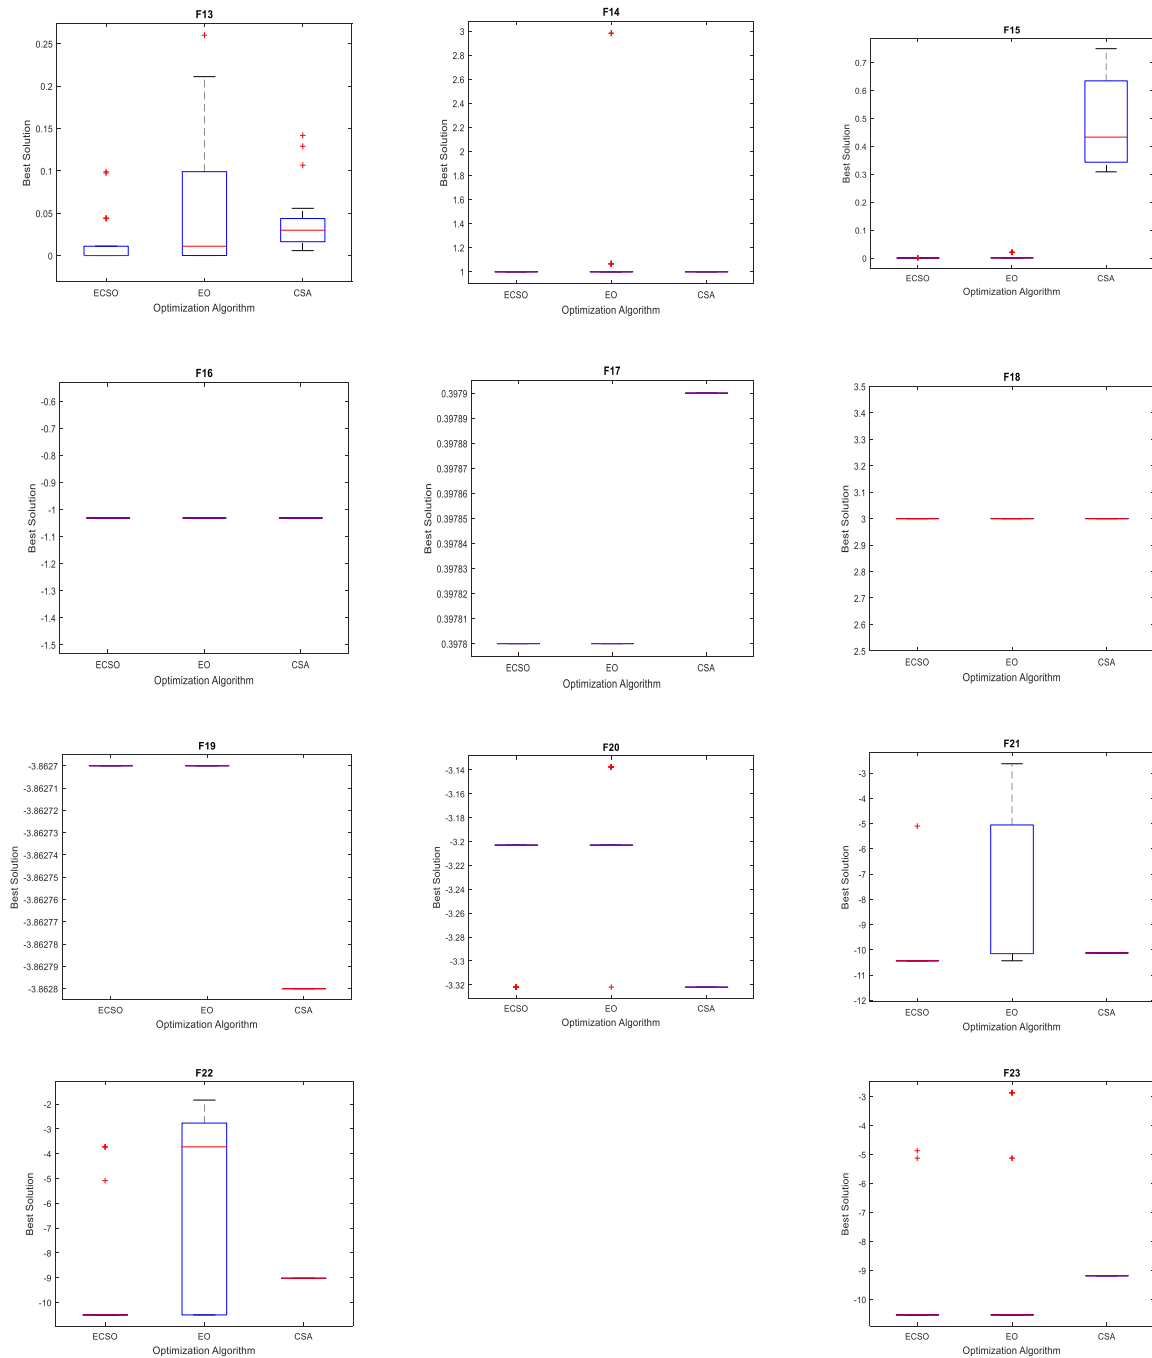 F13
0.25
0.2
0.15
0.1
0.05
0
Best Solution
ECSO EO CSA
Optimization Algorithm
F14
3
2.8
2.6
2.4
2.2
2
1.8
1.6
1.4
1.2
1
Best Solution
ECSO EO CSA
Optimization Algorithm
F15
0.7
0.6
0.5
0.4
0.3
0.2
0.1
0
Best Solution
ECSO EO CSA
Optimization Algorithm
F16
-0.6
-0.7
-0.8
-0.9
-1
-1.1
-1.2
-1.3
-1.4
-1.5
Best Solution
ECSO EO CSA
Optimization Algorithm
F17
0.3979
0.39789
0.39788
0.39787
0.39786
0.39785
0.39784
0.39783
0.39782
0.39781
0.3978
Best Solution
ECSO EO CSA
Optimization Algorithm
F18
3.5
3.4
3.3
3.2
3.1
3
2.9
2.8
2.7
2.6
2.5
Best Solution
ECSO EO CSA
Optimization Algorithm
F19
-3.8627
-3.86271
-3.86272
-3.86273
-3.86274
-3.86275
-3.86276
-3.86277
-3.86278
-3.86279
-3.8628
Best Solution
ECSO EO CSA
Optimization Algorithm
F20
-3.14
-3.16
-3.18
-3.2
-3.22
-3.24
-3.26
-3.28
-3.3
-3.32
Best Solution
ECSO EO CSA
Optimization Algorithm
F21
-3
-4
-5
-6
-7
-8
-9
-10
-11
-12
Best Solution
ECSO EO CSA
Optimization Algorithm
F22
-2
-3
-4
-5
-6
-7
-8
-9
-10
Best Solution
ECSO EO CSA
Optimization Algorithm
F23
-3
-4
-5
-6
-7
-8
-9
-10
Best Solution
ECSO EO CSA
Optimization Algorithm